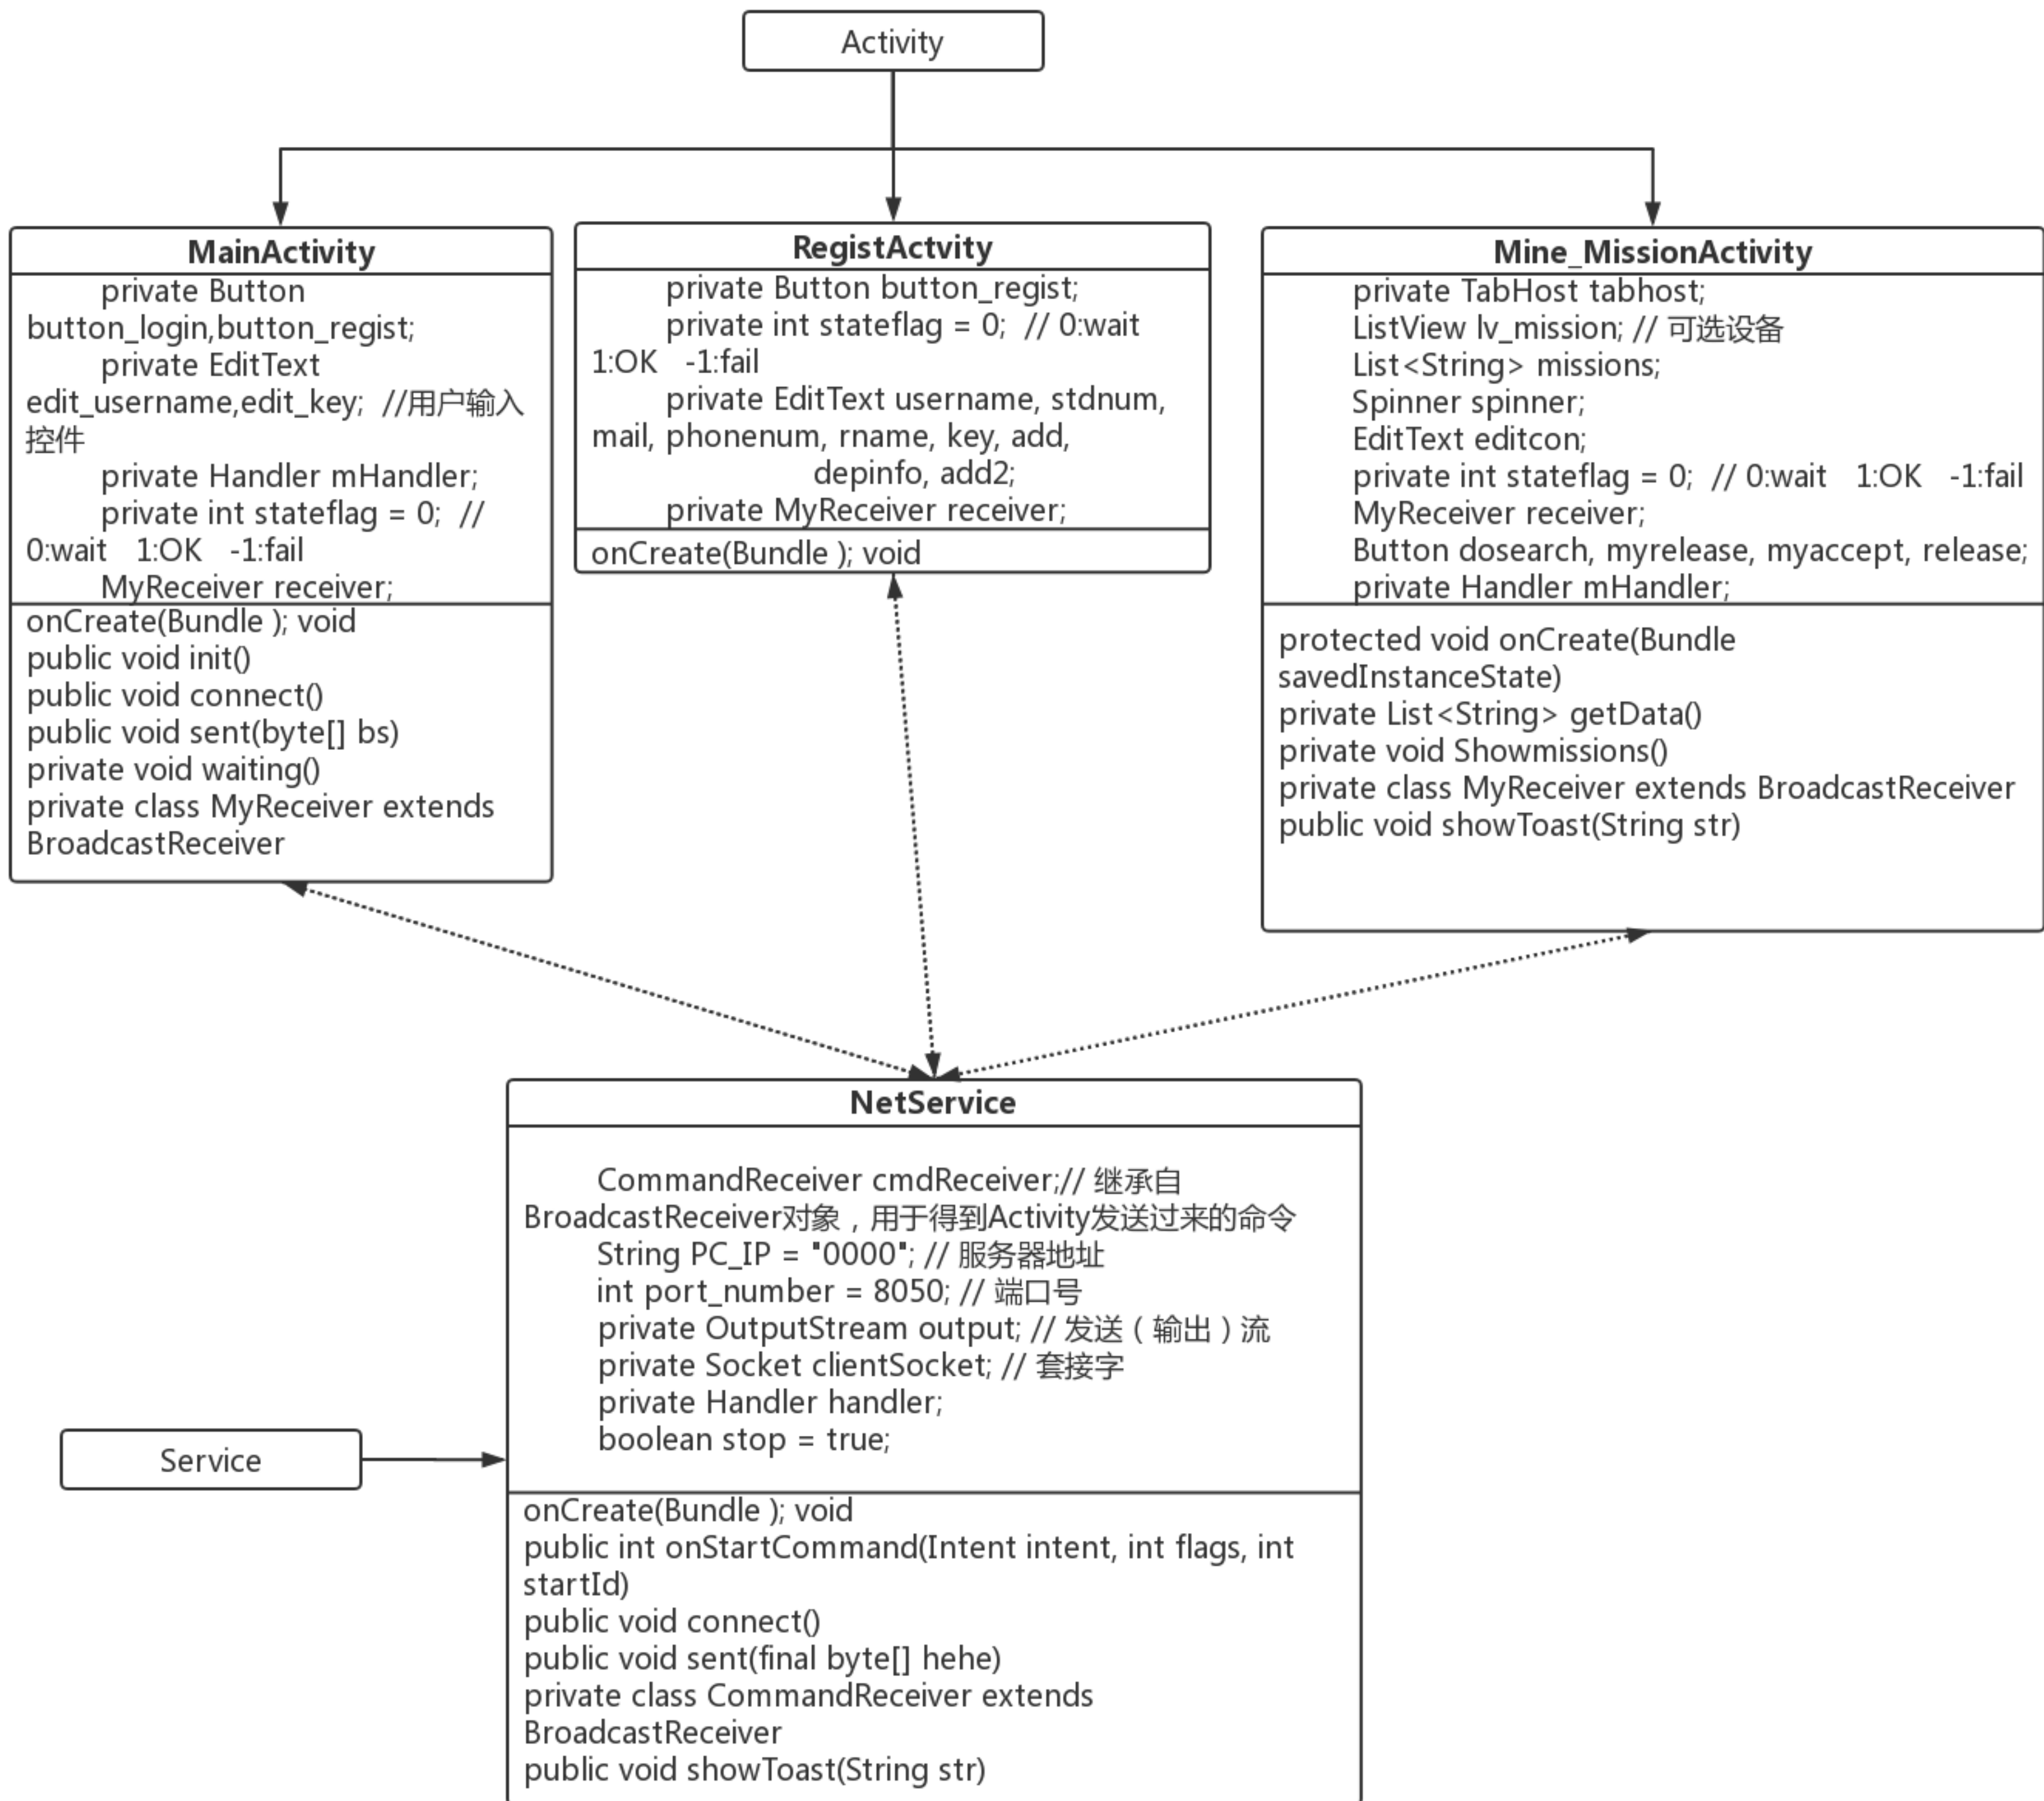 Activity
MainActivity
private Button
button_login,button_regist;
private EditText
edit_username,edit_key;  //用户输入
控件
private Handler mHandler;
private int stateflag = 0;  //
0:wait   1:OK   -1:fail
MyReceiver receiver;
onCreate(Bundle ); void
public void init()
public void connect()
public void sent(byte[] bs)
private void waiting()
private class MyReceiver extends
BroadcastReceiver
RegistActvity
private Button button_regist;
private int stateflag = 0;  // 0:wait
1:OK   -1:fail
private EditText username, stdnum,
mail, phonenum, rname, key, add,
depinfo, add2;
private MyReceiver receiver;
onCreate(Bundle ); void
Mine_MissionActivity
private TabHost tabhost;
ListView lv_mission; // 可选设备
List<String> missions;
Spinner spinner;
EditText editcon;
private int stateflag = 0;  // 0:wait   1:OK   -1:fail
MyReceiver receiver;
Button dosearch, myrelease, myaccept, release;
private Handler mHandler;
protected void onCreate(Bundle
savedInstanceState)
private List<String> getData()
private void Showmissions()
private class MyReceiver extends BroadcastReceiver
public void showToast(String str)
NetService
CommandReceiver cmdReceiver;// 继承自
BroadcastReceiver对象，用于得到Activity发送过来的命令
String PC_IP = "0000"; // 服务器地址
int port_number = 8050; // 端口号
private OutputStream output; // 发送（输出）流
private Socket clientSocket; // 套接字
private Handler handler;
boolean stop = true;
Service
onCreate(Bundle ); void
public int onStartCommand(Intent intent, int flags, int
startId)
public void connect()
public void sent(final byte[] hehe)
private class CommandReceiver extends
BroadcastReceiver
public void showToast(String str)